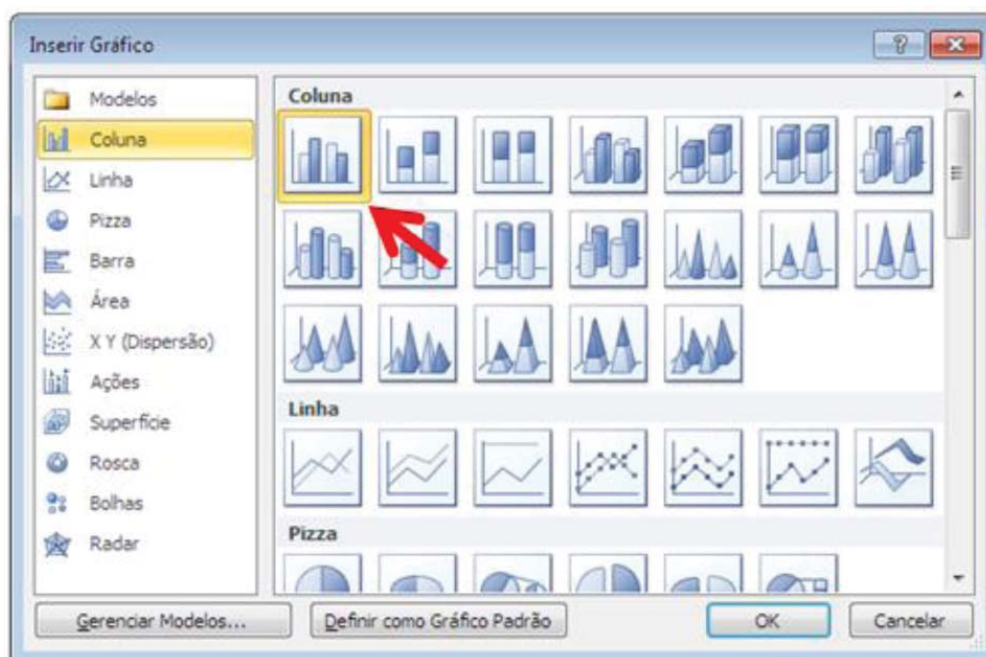 Inserir Gráfico
Modelos
Coluna
Linha
Pizza
Barra
Área
X Y (Dispersão)
Ações
Superfície
Rosca
Bolhas
Radar
Coluna
Linha
Pizza
Gerenciar Modelos...
Definir como Gráfico Padrão
OK
Cancelar